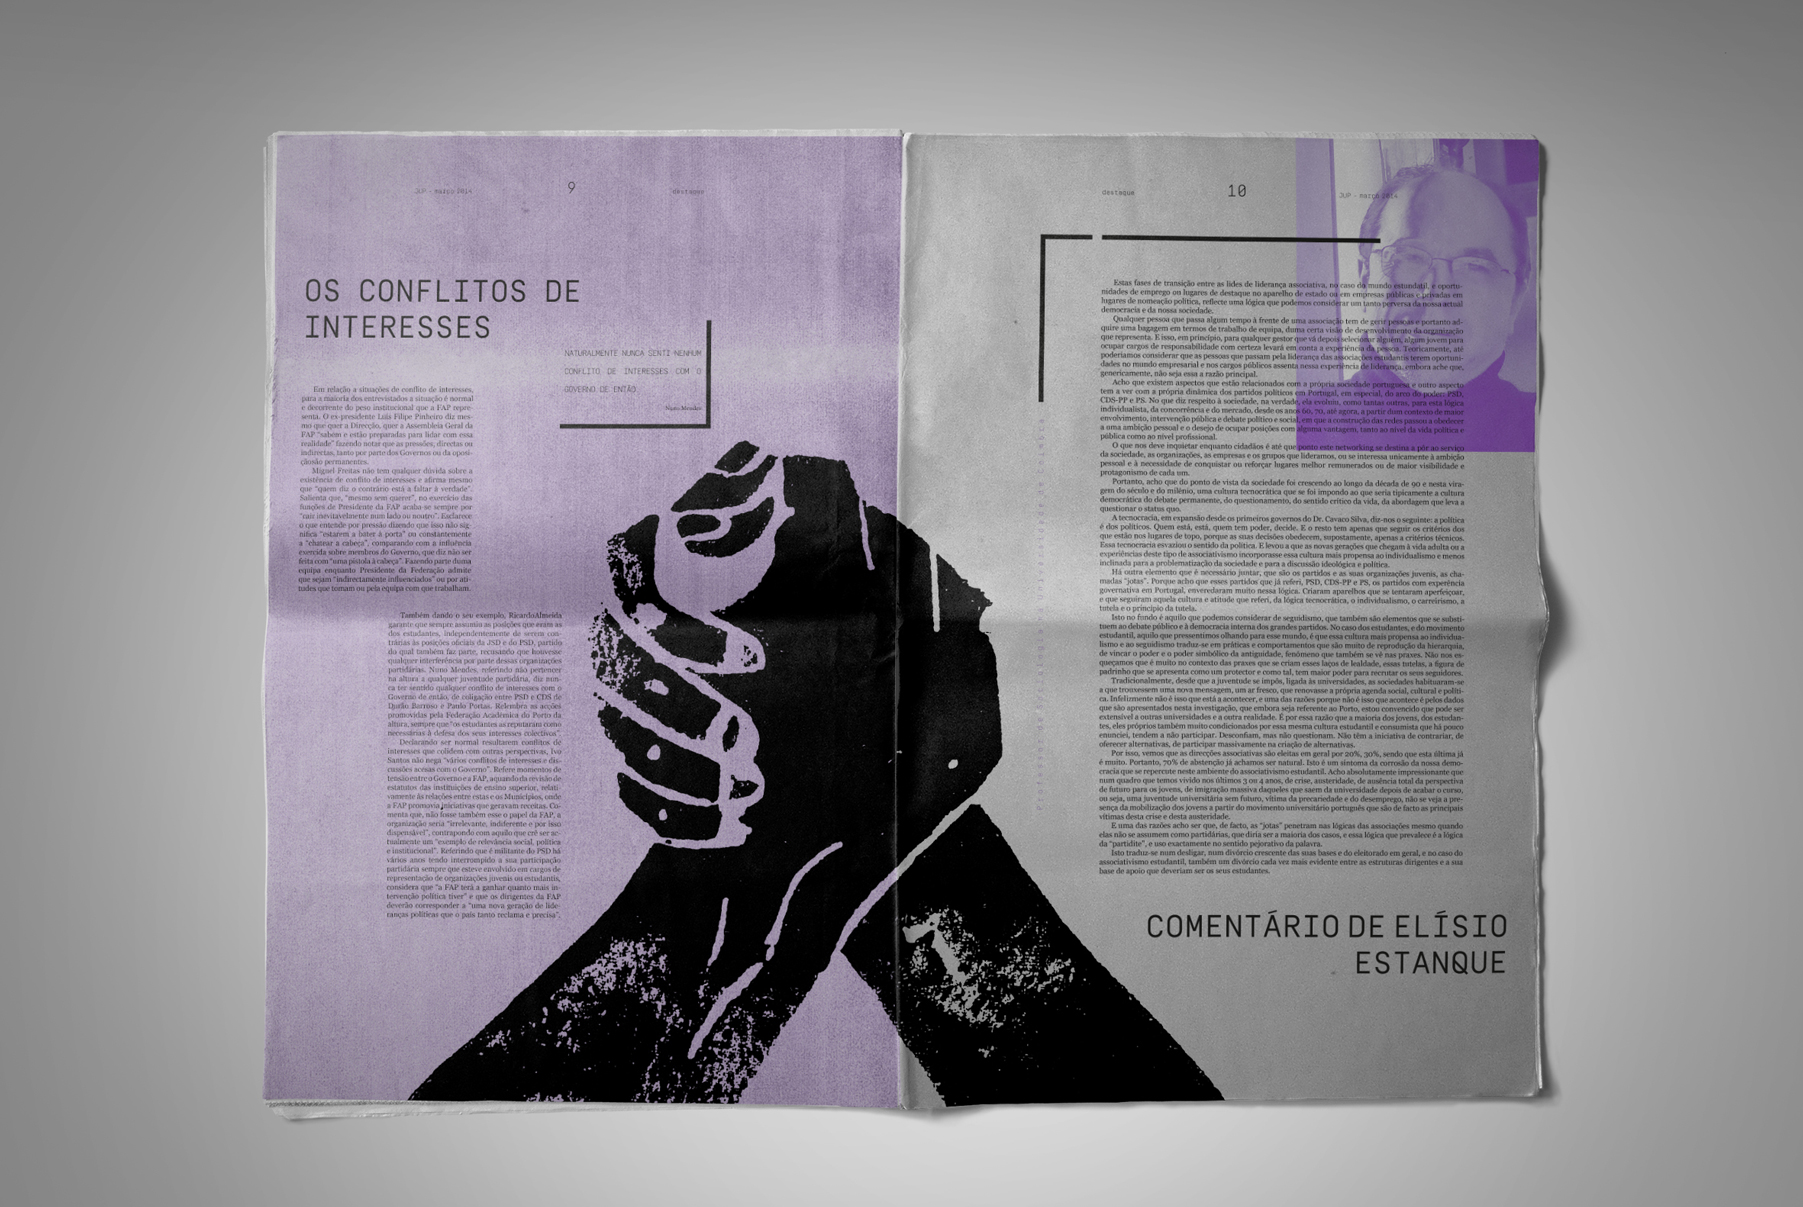 JUP - março 2014
9
destaque
OS CONFLITOS DE
INTERESSES
NATURALMENTE NUNCA SENTI NENHUM
CONFLITO DE INTERESSES COM O
GOVERNO DE ENTÃO
Nuno Mendes
Em relação a situações de conflito de interesses,
para a maioria dos entrevistados a situação é normal
e decorrente do peso institucional que a FAP repre-
senta. O ex-presidente Luís Filipe Pinheiro diz mes-
mo que quer a Direcção, quer a Assembleia Geral da
FAP "sabem e estão preparadas para lidar com essa
realidade" fazendo notar que as pressões, directas ou
indirectas, tanto por parte dos Governos ou da oposi-
permanentes.
Miguel Freitas não tem qualquer dúvida sobre a
existência de conflito de interesses e afirma mesmo
que "quem diz o contrário está a faltar à verdade".
Salienta que, "mesmo sem querer", no exercício das
funções de Presidente da FAP acaba se sempre por
"cair inevitavelmente num lado ou noutro". Esclarece
o que entende por pressão dizendo que isso não sig-
nifica "estarem a bater à porta" ou constantemente
a "chatear a cabeça", comparando com a influência
exercida sobre membros do Governo, que diz não ser
feita com "uma pistola à cabeça". Fazendo parte duma
equipa enquanto Presidente da Federação admite
que sejam "indirectamente influenciados" ou por ati-
tudes que tomam ou pela equipa com que trabalham.
Também dando o seu exemplo, RicardoAlmeida
garante que sempre assumiu as posições que eram as
dos estudantes, independentemente de serem con-
trárias às posições oficiais da JSD e do PSD, partido
do qual também faz parte, recusando que houvesse
qualquer interferência por parte dessas organizações
partidárias. Nuno Mendes, referindo não pertencer
na altura a qualquer juventude partidária, diz nun-
ca ter sentido qualquer conflito de interesses com o
Governo de então, de coligação entre PSD e CDS de
Durão Barroso e Paulo Portas. Relembra as acções
promovidas pela Federação Académica do Porto da
altura, sempre que "os estudantes as reputaram como
necessárias à defesa dos seus interesses colectivos".
Declarando ser normal resultarem conflitos de
interesses que colidem com outras perspectivas, Ivo
Santos não nega "vários conflitos de interesses e dis-
cussões acesas com o Governo". Refere momentos de
tensão entre o Governo e a FAP, aquando da revisão de
estatutos das instituições de ensino superior, relati-
vamente às relações entre estas e os Municípios, onde
a FAP promovia iniciativas que geravam receitas. Co-
menta que, não fosse também esse o papel da FAP, a
organização seria "irrelevante, indiferente e por isso
dispensável", contrapondo com aquilo que crê ser ac-
tualmente um "exemplo de relevância social, política
e institucional". Referindo que é militante do PSD há
vários anos tendo interrompido a sua participação
partidária sempre que esteve envolvido em cargos de
representação de organizações juvenis ou estudantis,
considera que "a FAP terá a ganhar quanto mais in-
tervenção política tiver" e que os dirigentes da FAP
deverão corresponder a "uma nova geração de lide-
ranças políticas que o país tanto reclama e precisa".
destaque
10
JUP - março 2014
Estas fases de transição entre as lides de liderança associativa, no caso do mundo estudantil, e oportu-
nidades de emprego ou lugares de destaque no aparelho de estado ou em empresas públicas e privadas em
lugares de nomeação política, reflecte uma lógica que podemos considerar um tanto perversa da nossa actual
democracia e da nossa sociedade.
Qualquer pessoa que passa algum tempo à frente de uma associação tem de gerir pessoas e portanto ad-
quire uma bagagem em termos de trabalho de equipa, duma certa visão de desenvolvimento da organização
que representa. E isso, em princípio, para qualquer gestor que vá depois selecionar alguém, algum jovem para
ocupar cargos de responsabilidade com certeza levará em conta a experiência da pessoa. Teoricamente, até
poderíamos considerar que as pessoas que passam pela liderança das associações estudantis terem oportuni-
dades no mundo empresarial e nos cargos públicos assenta nessa experiência de liderança, embora ache que,
genericamente, não seja essa a razão principal.
Acho que existem aspectos que estão relacionados com a própria sociedade portuguesa e outro aspecto
tem a ver com a própria dinâmica dos partidos políticos em Portugal, em especial, do arco do poder: PSD,
CDS-PP e PS. No que diz respeito à sociedade, na verdade, ela evoluiu, como tantas outras, para esta lógica
individualista, da concorrência e do mercado, desde os anos 60, 70, até agora, a partir dum contexto de maior
envolvimento, intervenção pública e debate político e social, em que a construção das redes passou a obedecer
a uma ambição e o desejo de ocupar posições com alguma vantagem, tanto ao nível da vida política e
pública como ao nível profissional.
O que nos deve inquietar enquanto cidadãos é até que ponto este networking se destina a pôr ao serviço
da sociedade, as organizações, as empresas e os grupos que lideramos, ou se interessa unicamente à ambição
pessoal e à necessidade de conquistar ou reforçar lugares melhor remunerados ou de maior visibilidade e
protagonismo de cada um.
Portanto, acho que do ponto de vista da sociedade foi crescendo ao longo da década de 90 e nesta vira-
gem do século e do milénio, uma cultura tecnocrática que se foi impondo ao que seria tipicamente a cultura
democrática do debate permanente, do questionamento, do sentido crítico da vida, da abordagem que leva a
questionar o status quo.
A tecnocracia, em expansão desde os primeiros governos do Dr. Cavaco Silva, diz-nos o seguinte: a política
é dos políticos. Quem está, está, quem tem poder, decide. E o resto tem apenas que seguir os critérios dos
que estão nos lugares de topo, porque as suas decisões obedecem, supostamente, apenas a critérios técnicos.
Essa tecnocracia esvaziou o sentido da política. E levou a que as novas gerações que chegam à vida adulta ou a
experiências deste tipo de associativismo incorporasse essa cultura mais propensa ao individualismo e menos
inclinada para a problematização da sociedade e para a discussão ideológica e política.
Há outra elemento que é necessário juntar, que são os partidos e as suas organizações juvenis, as cha-
madas "jotas". Porque acho que esses partidos que já referi, PSD, CDS-PP e PS, os partidos com experência
governativa em Portugal, enveredaram muito nessa lógica. Criaram aparelhos que se tentaram aperfeiçoar,
e que seguiram aquela cultura e atitude que referi, da lógica tecnocrática, o individualismo, o carreirismo, a
tutela e o princípio da tutela.
Isto no fundo é aquilo que podemos considerar de seguidismo, que também são elementos que se substi-
tuem ao debate público e à democracia interna dos grandes partidos. No caso dos estudantes, e do movimento
estudantil, aquilo que pressentimos olhando para esse mundo, é que essa cultura mais propensa ao individua-
lismo e ao seguidismo traduz-se em práticas e comportamentos que são muito de reprodução da hierarquia,
de vincar o poder e o poder simbólico da antiguidade, fenómeno que também se vê nas praxes. Não nos es-
queçamos que é muito no contexto das praxes que se criam esses laços de lealdade, essas tutelas, a figura de
padrinho que se apresenta como um protector e como tal, tem maior poder para recrutar os seus seguidores.
Tradicionalmente, desde que a juventude se impôs, ligada às universidades, as sociedades habituaram-se
a que trouxessem uma nova mensagem, um ar fresco, que renovasse a própria agenda social, cultural e políti-
ca. Infelizmente não é isso que está a acontecer, e uma das razões porque não é isso que acontece é pelos dados
que são apresentados nesta investigação, que embora seja referente ao Porto, estou convencido que pode ser
extensível a outras universidades e a outra realidade. É por essa razão que a maioria dos jovens, dos estudan-
tes, eles próprios também muito condicionados por essa mesma cultura estudantil e consumista que há pouco
enunciei, tendem a não participar. Desconfiam, mas não questionam. Não têm a iniciativa de contrariar, de
oferecer alternativas, de participar massivamente na criação de alternativas.
Por isso, vemos que as direcções associativas são eleitas em geral por 20%, 30%, sendo que esta última já
é muito. Portanto, 70% de abstenção já achamos ser natural. Isto é um sintoma da corrosão da nossa demo-
cracia que se repercute neste ambiente do associativismo estudantil. Acho absolutamente impressionante que
num quadro que temos vivido nos últimos 3 ou 4 anos, de crise, austeridade, de ausência total da perspectiva
de futuro para os jovens, de imigração massiva daqueles que saem da universidade depois de acabar o curso,
ou seja, uma juventude universitária sem futuro, vítima da precariedade e do desemprego, não se veja a pre-
sença da mobilização dos jovens a partir do movimento universitário português que são de facto as principais
vítimas desta crise e desta austeridade.
E uma das razões acho ser que, de facto, as "jotas" penetram nas lógicas das associações mesmo quando
elas não se assumem como partidárias, que diria ser a maioria dos casos, e essa lógica que prevalece é a lógica
da "partidite", e uso exactamente no sentido pejorativo da palavra.
Isto traduz-se num desligar, num divórcio crescente das suas bases e do eleitorado em geral, e no caso do
associativismo estudantil, também um divórcio cada vez mais evidente entre as estruturas dirigentes e a sua
base de apoio que deveriam ser os seus estudantes.
COMENTÁRIO DE ELÍSIO
ESTANQUE